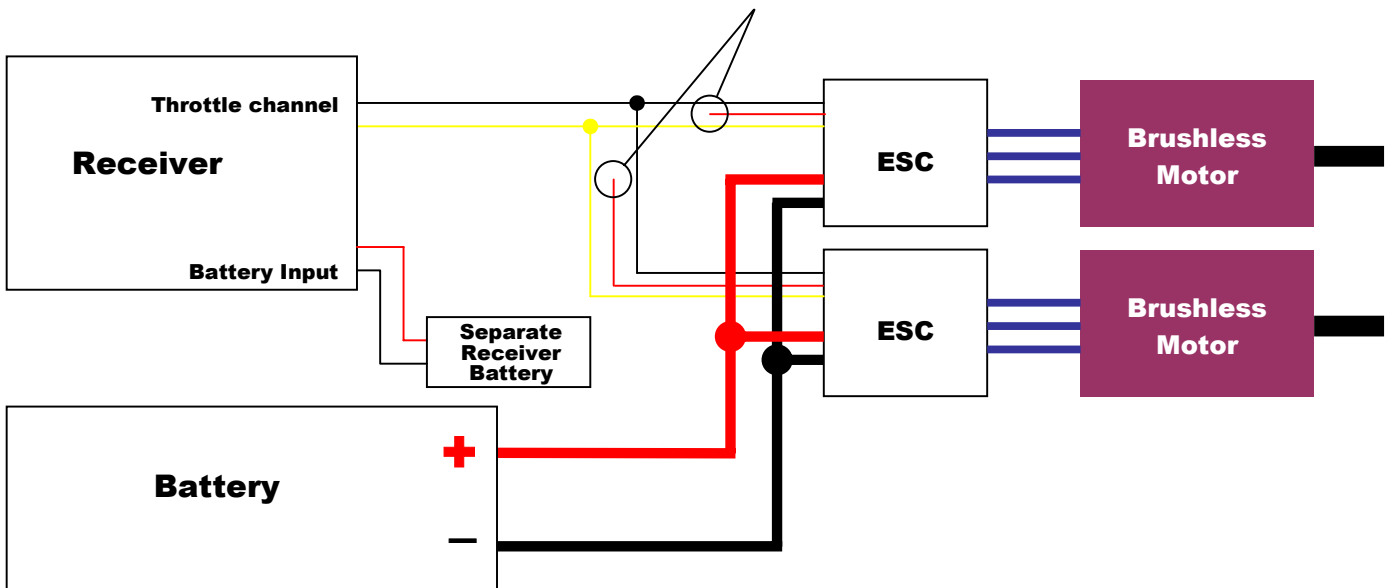 Throttle channel
Receiver
Battery Input
Separate
Receiver
Battery
+
Battery
–
ESC
Brushless
Motor
ESC
Brushless
Motor